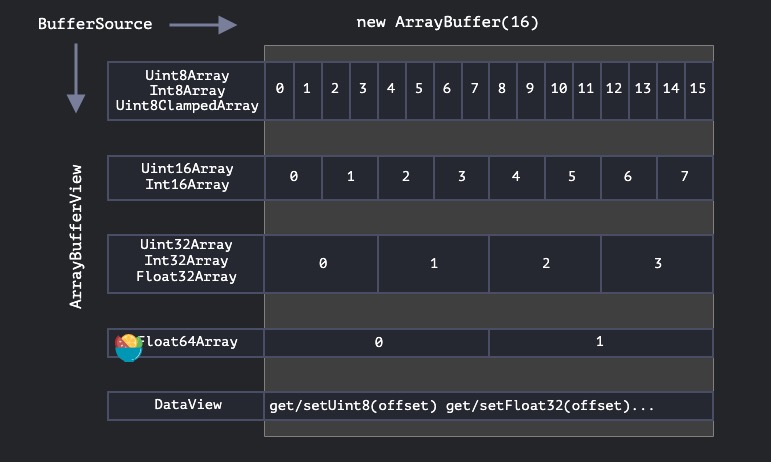 BufferSource
new ArrayBuffer(16)
ArrayBufferView
Uint8Array
Int8Array
Uint8ClampedArray
0 1 2 3 4 5 6 7 8 9 10 11 12 13 14 15
Uint16Array
Int16Array
0 1 2 3 4 5 6 7
Uint32Array
Int32Array
Float32Array
0 1 2 3
Float64Array
0 1
DataView
get/setUint8(offset) get/setFloat32(offset)...